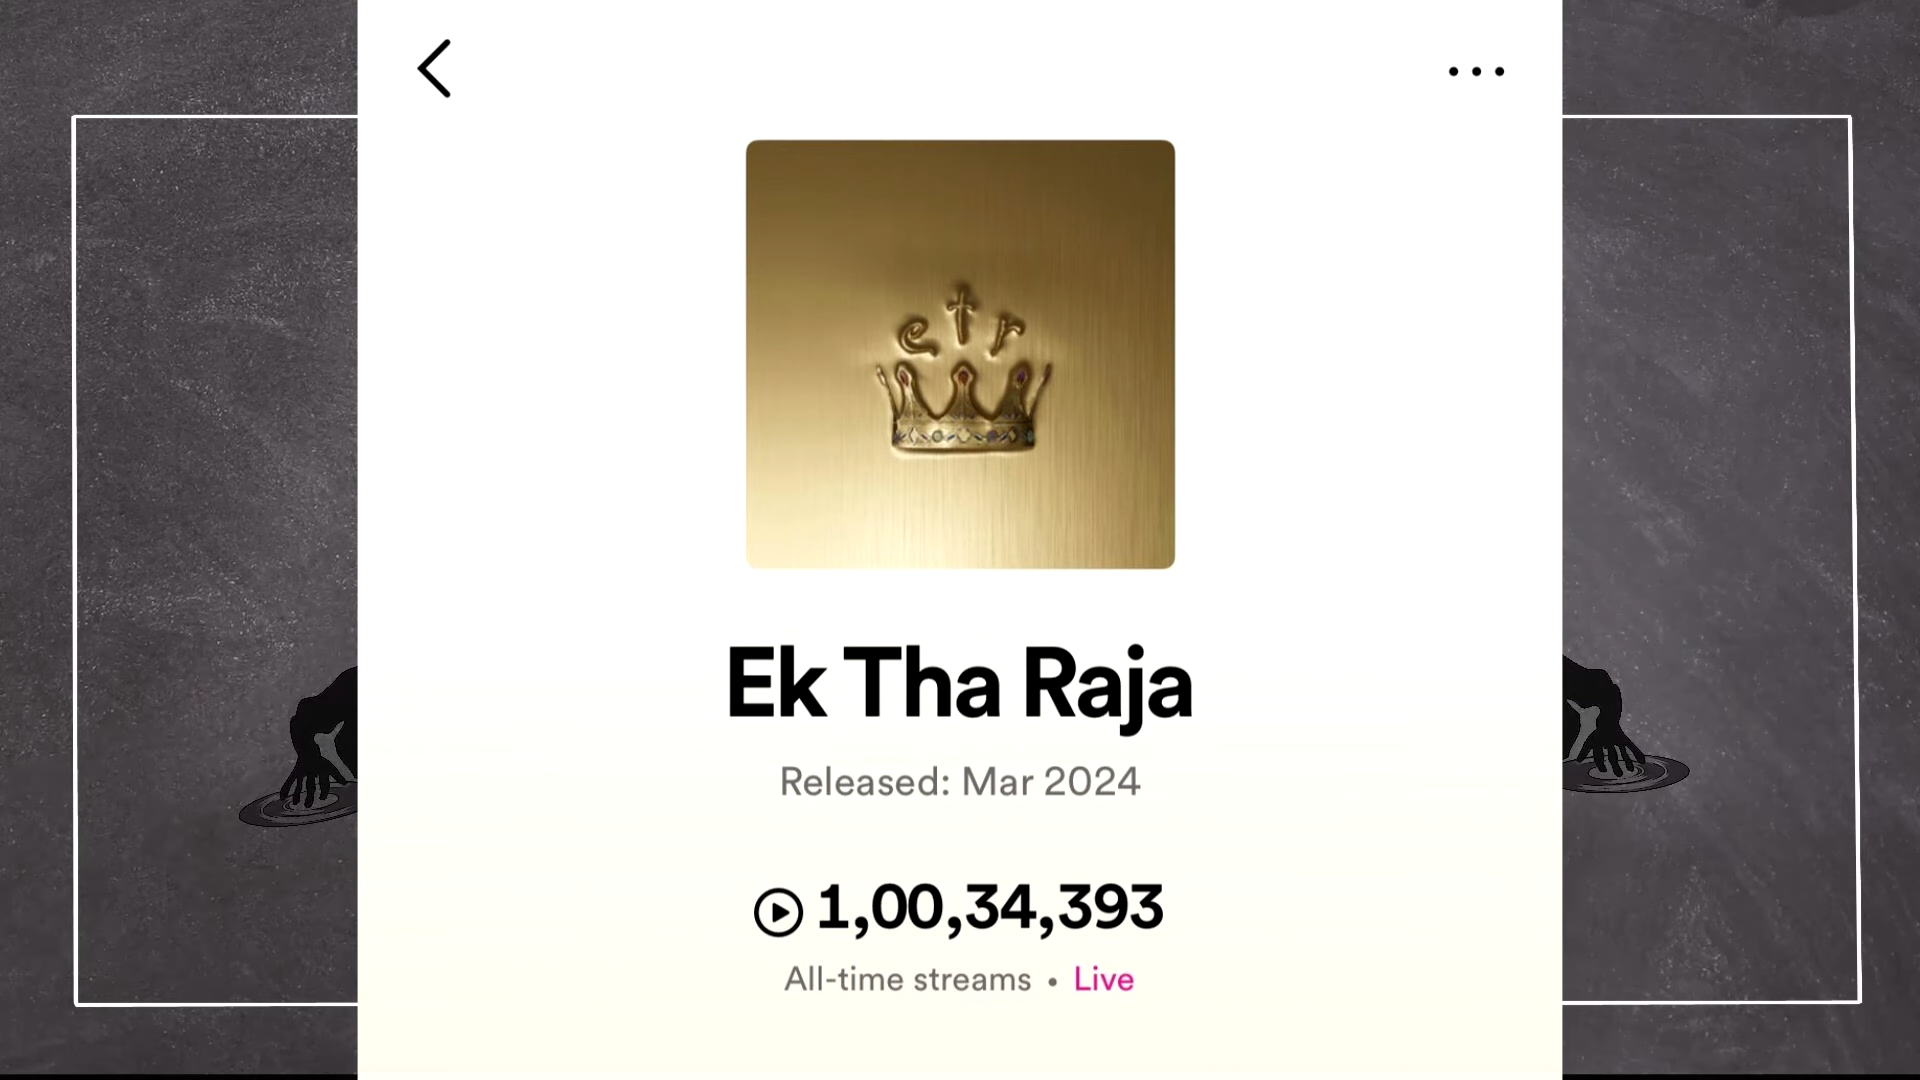 etr
Ek Tha Raja
Released: Mar 2024
1,00,34,393
All-time streams • Live